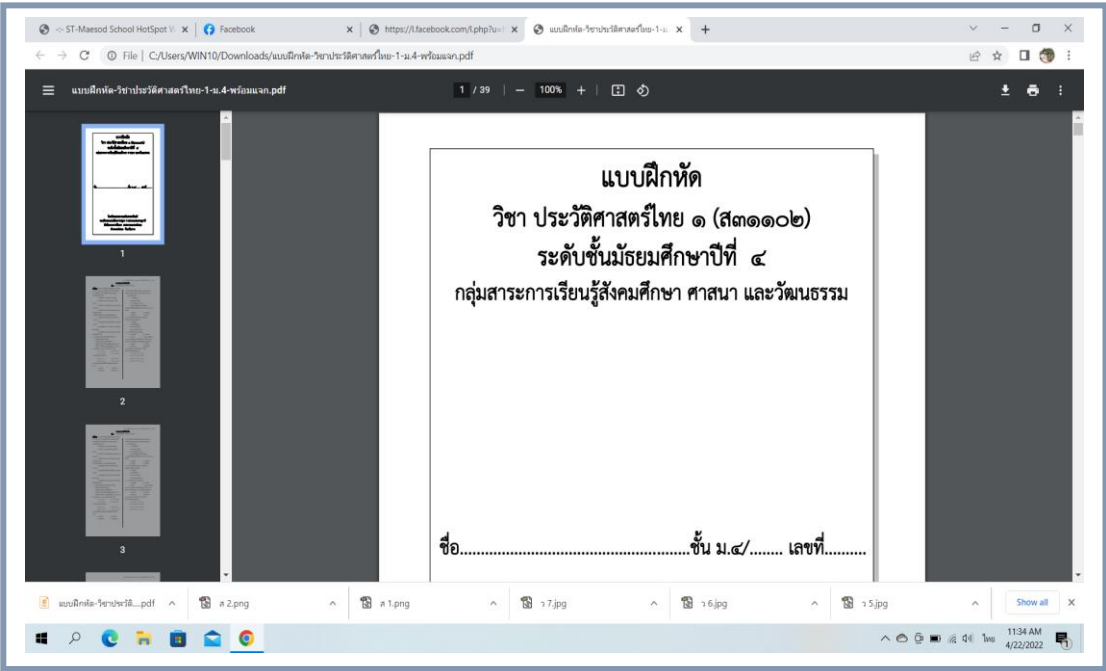 ST-Maesod School HotSpot
Facebook
https://l.facebook.com/l.php?u=
แบบฝึกหัด-วิชาประวัติศาสตร์ไทย-1-ม.
File | C:/Users/WIN10/Downloads/แบบฝึกหัด-วิชาประวัติศาสตร์ไทย-1-ม.4-พร้อมแจก.pdf
แบบฝึกหัด-วิชาประวัติศาสตร์ไทย-1-ม.4-พร้อมแจก.pdf
1 / 39
100%
1
2
3
แบบฝึกหัด
วิชา ประวัติศาสตร์ไทย ๑ (ส๓๑๑๐๒)
ระดับชั้นมัธยมศึกษาปีที่ ๔
กลุ่มสาระการเรียนรู้สังคมศึกษา ศาสนา และวัฒนธรรม
ชื่อ.......................................................ชั้น ม.๔/........ เลขที่..........
แบบฝึกหัด-วิชาประวัติ....pdf
ส 2.png
ส 1.png
ว 7.jpg
ว 6.jpg
ว 5.jpg
Show all
ไทย
11:34 AM
4/22/2022